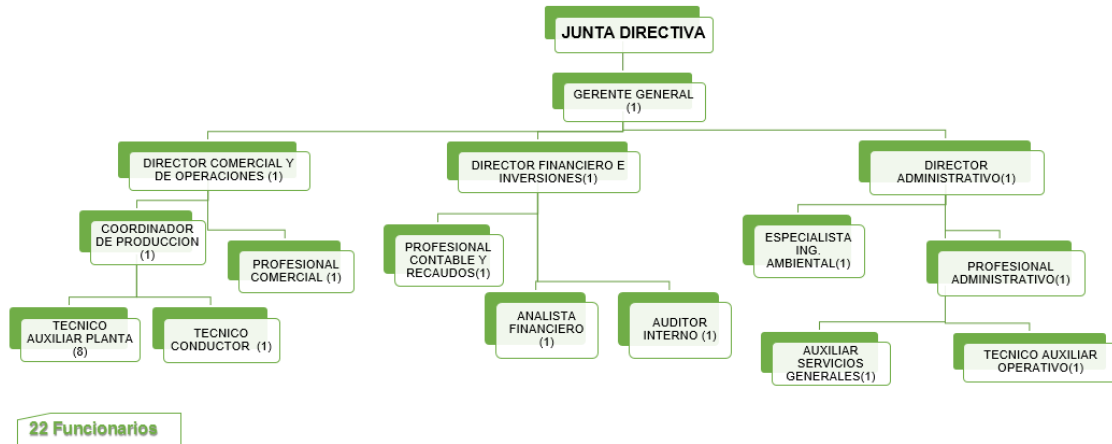 JUNTA DIRECTIVA
GERENTE GENERAL
(1)
DIRECTOR COMERCIAL Y
DE OPERACIONES (1)
DIRECTOR FINANCIERO E
INVERSIONES(1)
DIRECTOR
ADMINISTRATIVO(1)
COORDINADOR
DE PRODUCCION
(1)
PROFESIONAL
COMERCIAL (1)
PROFESIONAL
CONTABLE Y
RECAUDOS(1)
ESPECIALISTA
ING.
AMBIENTAL(1)
PROFESIONAL
ADMINISTRATIVO(1)
TECNICO
AUXILIAR PLANTA
(8)
TECNICO
CONDUCTOR (1)
ANALISTA
FINANCIERO
(1)
AUDITOR
INTERNO (1)
AUXILIAR
SERVICIOS
GENERALES(1)
TECNICO AUXILIAR
OPERATIVO(1)
22 Funcionarios